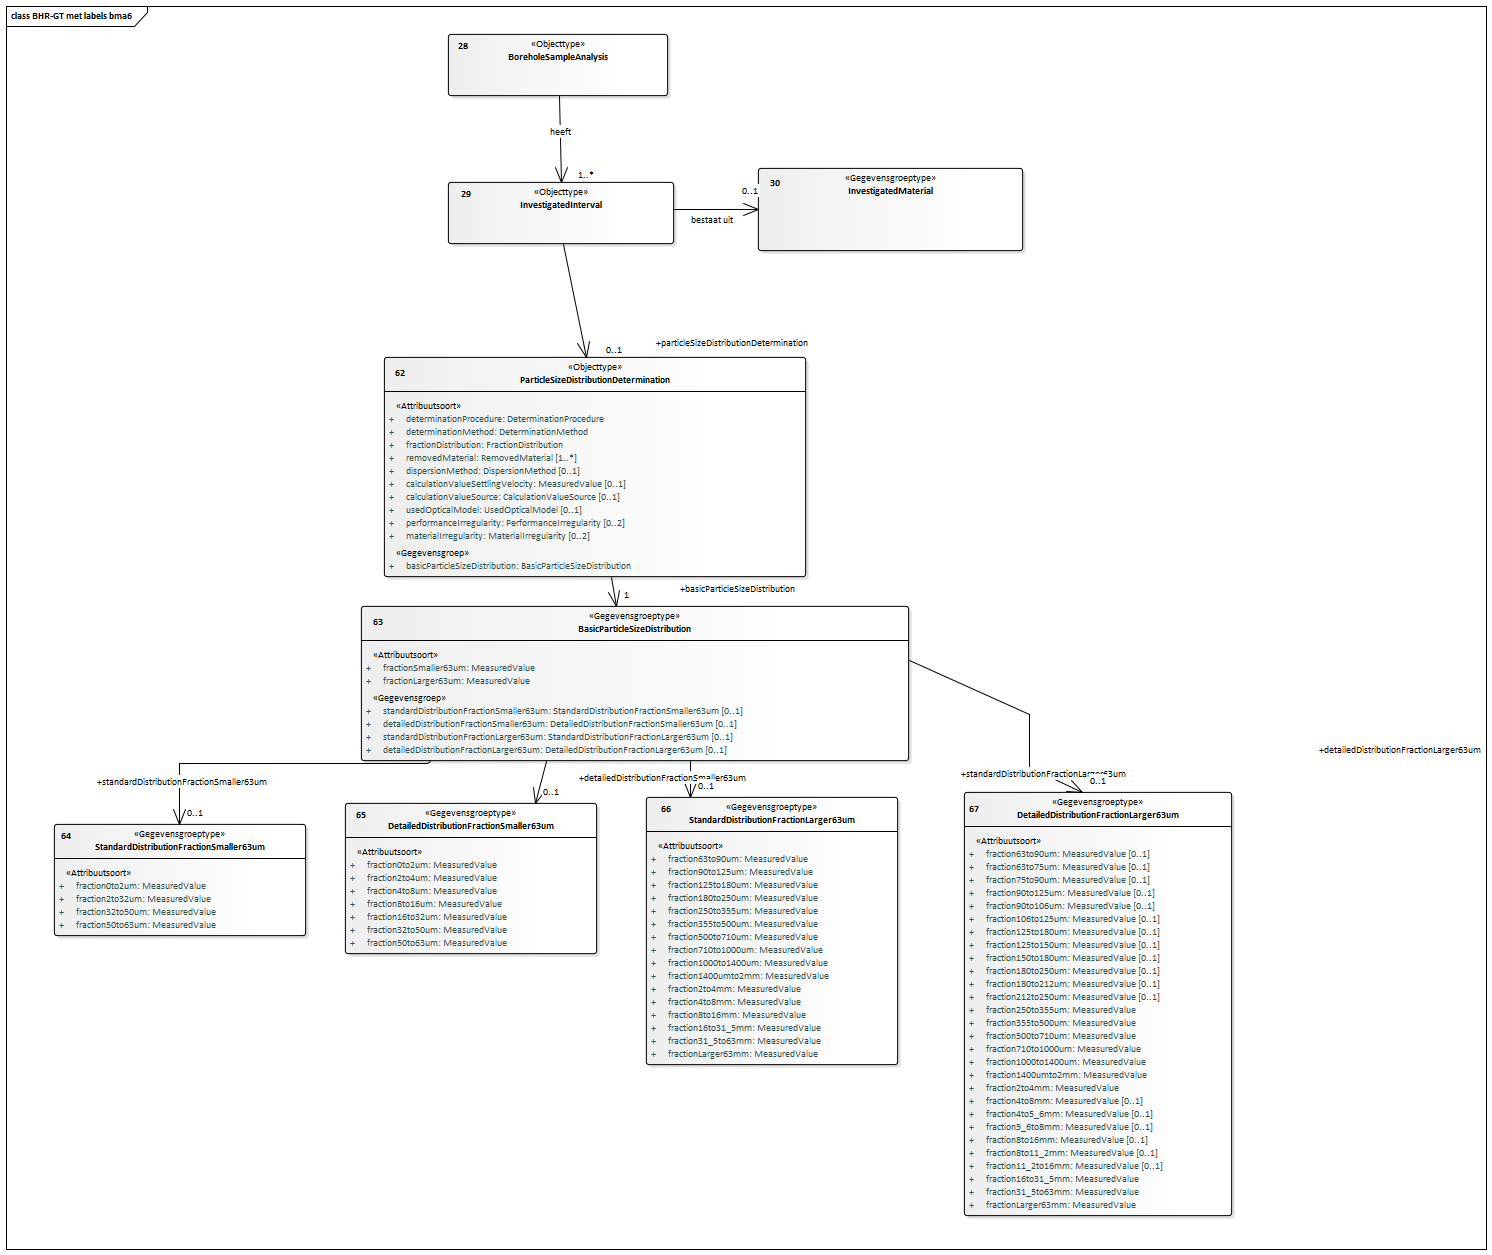 class BHR-GT met labels bma6
28
«Objecttype»
BoreholeSampleAnalysis
heeft
1..*
29
«Objecttype»
InvestigatedInterval
bestaat uit
0..1
30
«Gegevensgroeptype»
InvestigatedMaterial
0..1
+particleSizeDistributionDetermination
62
«Objecttype»
ParticleSizeDistributionDetermination
«Attribuutsoort»
+ determinationProcedure: DeterminationProcedure
+ determinationMethod: DeterminationMethod
+ fractionDistribution: FractionDistribution
+ removedMaterial: RemovedMaterial [1..*]
+ dispersionMethod: DispersionMethod [0..1]
+ calculationValueSettlingVelocity: MeasuredValue [0..1]
+ calculationValueSource: CalculationValueSource [0..1]
+ usedOpticalModel: UsedOpticalModel [0..1]
+ performanceIrregularity: PerformanceIrregularity [0..2]
+ materialIrregularity: MaterialIrregularity [0..2]
«Gegevensgroep»
+ basicParticleSizeDistribution: BasicParticleSizeDistribution
+basicParticleSizeDistribution
1
63
«Gegevensgroeptype»
BasicParticleSizeDistribution
«Attribuutsoort»
+ fractionSmaller63um: MeasuredValue
+ fractionLarger63um: MeasuredValue
«Gegevensgroep»
+ standardDistributionFractionSmaller63um: StandardDistributionFractionSmaller63um [0..1]
+ detailedDistributionFractionSmaller63um: DetailedDistributionFractionSmaller63um [0..1]
+ standardDistributionFractionLarger63um: StandardDistributionFractionLarger63um [0..1]
+ detailedDistributionFractionLarger63um: DetailedDistributionFractionLarger63um [0..1]
+standardDistributionFractionSmaller63um
0..1
+detailedDistributionFractionSmaller63um
0..1
0..1
+standardDistributionFractionLarger63um
0..1
+detailedDistributionFractionLarger63um
64
«Gegevensgroeptype»
StandardDistributionFractionSmaller63um
«Attribuutsoort»
+ fraction0to2um: MeasuredValue
+ fraction2to32um: MeasuredValue
+ fraction32to50um: MeasuredValue
+ fraction50to63um: MeasuredValue
65
«Gegevensgroeptype»
DetailedDistributionFractionSmaller63um
«Attribuutsoort»
+ fraction0to2um: MeasuredValue
+ fraction2to4um: MeasuredValue
+ fraction4to8um: MeasuredValue
+ fraction8to16um: MeasuredValue
+ fraction16to32um: MeasuredValue
+ fraction32to50um: MeasuredValue
+ fraction50to63um: MeasuredValue
66
«Gegevensgroeptype»
StandardDistributionFractionLarger63um
«Attribuutsoort»
+ fraction63to90um: MeasuredValue
+ fraction90to125um: MeasuredValue
+ fraction125to180um: MeasuredValue
+ fraction180to250um: MeasuredValue
+ fraction250to355um: MeasuredValue
+ fraction355to500um: MeasuredValue
+ fraction500to710um: MeasuredValue
+ fraction710to1000um: MeasuredValue
+ fraction1000to1400um: MeasuredValue
+ fraction1400umto2mm: MeasuredValue
+ fraction2to4mm: MeasuredValue
+ fraction4to8mm: MeasuredValue
+ fraction8to16mm: MeasuredValue
+ fraction16to31_5mm: MeasuredValue
+ fraction31_5to63mm: MeasuredValue
+ fractionLarger63mm: MeasuredValue
67
«Gegevensgroeptype»
DetailedDistributionFractionLarger63um
«Attribuutsoort»
+ fraction63to90um: MeasuredValue [0..1]
+ fraction63to75um: MeasuredValue [0..1]
+ fraction75to90um: MeasuredValue [0..1]
+ fraction90to125um: MeasuredValue [0..1]
+ fraction90to106um: MeasuredValue [0..1]
+ fraction106to125um: MeasuredValue [0..1]
+ fraction125to180um: MeasuredValue [0..1]
+ fraction125to150um: MeasuredValue [0..1]
+ fraction150to180um: MeasuredValue [0..1]
+ fraction180to250um: MeasuredValue [0..1]
+ fraction180to212um: MeasuredValue [0..1]
+ fraction212to250um: MeasuredValue [0..1]
+ fraction250to355um: MeasuredValue
+ fraction355to500um: MeasuredValue
+ fraction500to710um: MeasuredValue
+ fraction710to1000um: MeasuredValue
+ fraction1000to1400um: MeasuredValue
+ fraction1400umto2mm: MeasuredValue
+ fraction2to4mm: MeasuredValue
+ fraction4to8mm: MeasuredValue [0..1]
+ fraction4to5_6mm: MeasuredValue [0..1]
+ fraction5_6to8mm: MeasuredValue [0..1]
+ fraction8to16mm: MeasuredValue [0..1]
+ fraction8to11_2mm: MeasuredValue [0..1]
+ fraction11_2to16mm: MeasuredValue [0..1]
+ fraction16to31_5mm: MeasuredValue
+ fraction31_5to63mm: MeasuredValue
+ fractionLarger63mm: MeasuredValue